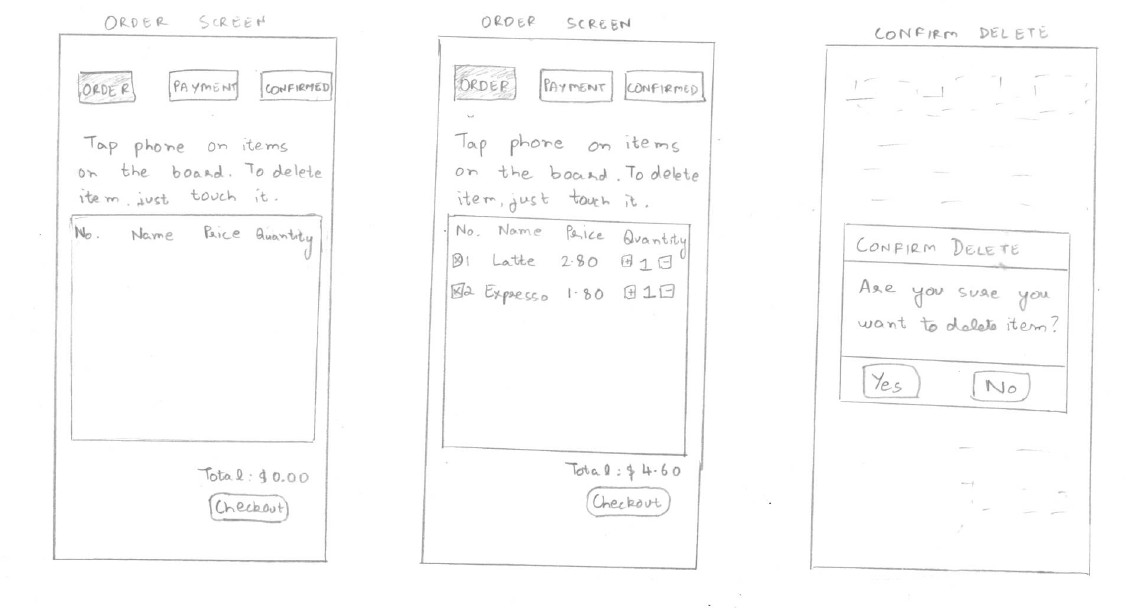 ORDER SCREEN
ORDER
PAYMENT
CONFIRMED
Tap phone on items
on the board. To delete
item, just touch it.
No. Name Price Quantity
Total: $0.00
Checkout
ORDER SCREEN
ORDER
PAYMENT
CONFIRMED
Tap phone on items
on the board. To delete
item, just touch it.
No. Name Price Quantity
x 1 Latte 2.80 + 1 -
x 2 Expresso 1.80 + 1 -
Total: $4.60
Checkout
CONFIRM DELETE
CONFIRM DELETE
Are you sure you
want to delete item?
Yes
No